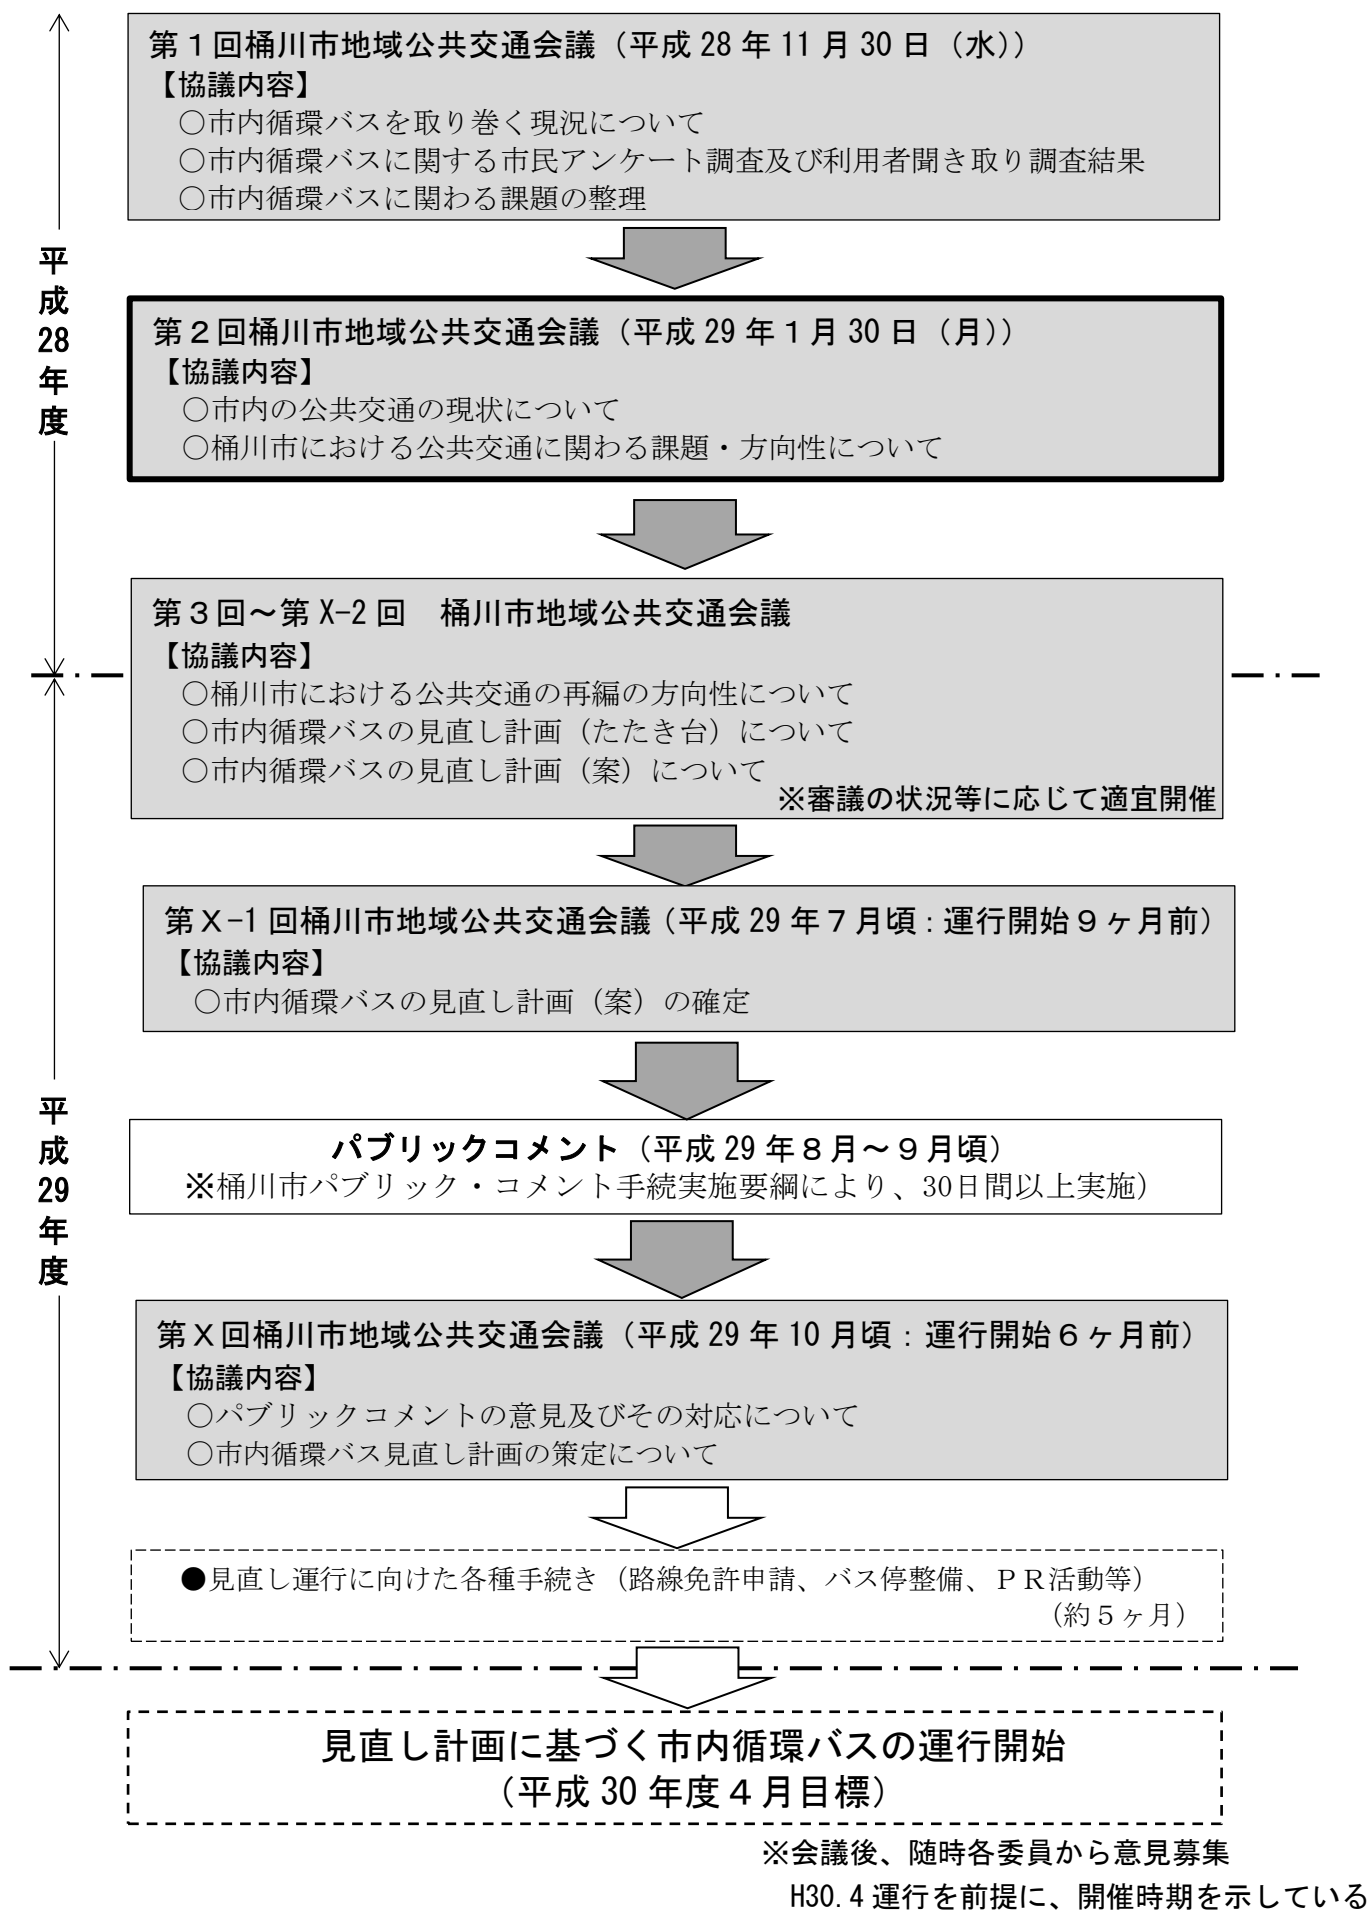 第１回桶川市地域公共交通会議（平成 28 年 11 月 30 日（水））
【協議内容】
○市内循環バスを取り巻く現況について
○市内循環バスに関する市民アンケート調査及び利用者聞き取り調査結果
○市内循環バスに関わる課題の整理
平成28年度
第２回桶川市地域公共交通会議（平成 29 年１月 30 日（月））
【協議内容】
○市内の公共交通の現状について
○桶川市における公共交通に関わる課題・方向性について
第３回～第 X-2 回　桶川市地域公共交通会議
【協議内容】
○桶川市における公共交通の再編の方向性について
○市内循環バスの見直し計画（たたき台）について
○市内循環バスの見直し計画（案）について
※審議の状況等に応じて適宜開催
第Ｘ-1 回桶川市地域公共交通会議（平成 29 年７月頃：運行開始９ヶ月前）
【協議内容】
○市内循環バスの見直し計画（案）の確定
平成29年度
パブリックコメント（平成 29 年８月～９月頃）
※桶川市パブリック・コメント手続実施要綱により、30日間以上実施）
第Ｘ回桶川市地域公共交通会議（平成 29 年 10 月頃：運行開始６ヶ月前）
【協議内容】
○パブリックコメントの意見及びその対応について
○市内循環バス見直し計画の策定について
●見直し運行に向けた各種手続き（路線免許申請、バス停整備、ＰＲ活動等）
（約５ヶ月）
見直し計画に基づく市内循環バスの運行開始
（平成 30 年度４月目標）
※会議後、随時各委員から意見募集
H30.4 運行を前提に、開催時期を示している